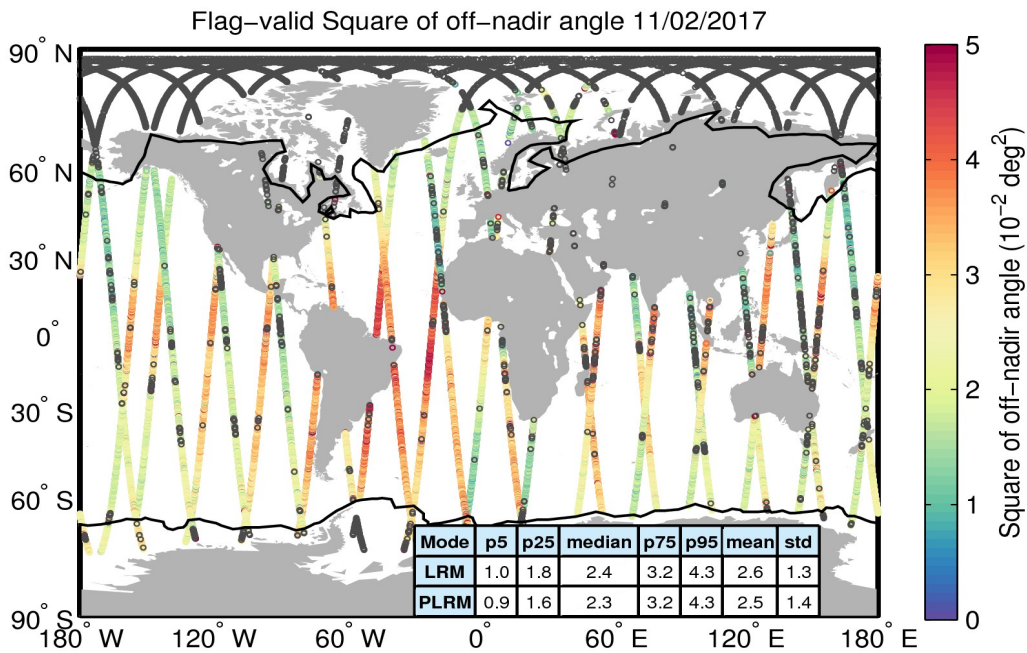 Flag−valid Square of off−nadir angle 11/02/2017
90° N
60° N
30° N
0°
30° S
60° S
90° S
180° W
120° W
60° W
0°
60° E
120° E
180° E
Mode p5 p25 median p75 p95 mean std
LRM 1.0 1.8 2.4 3.2 4.3 2.6 1.3
PLRM 0.9 1.6 2.3 3.2 4.3 2.5 1.4
5
4
3
2
1
0
Square of off−nadir angle (10⁻² deg²)